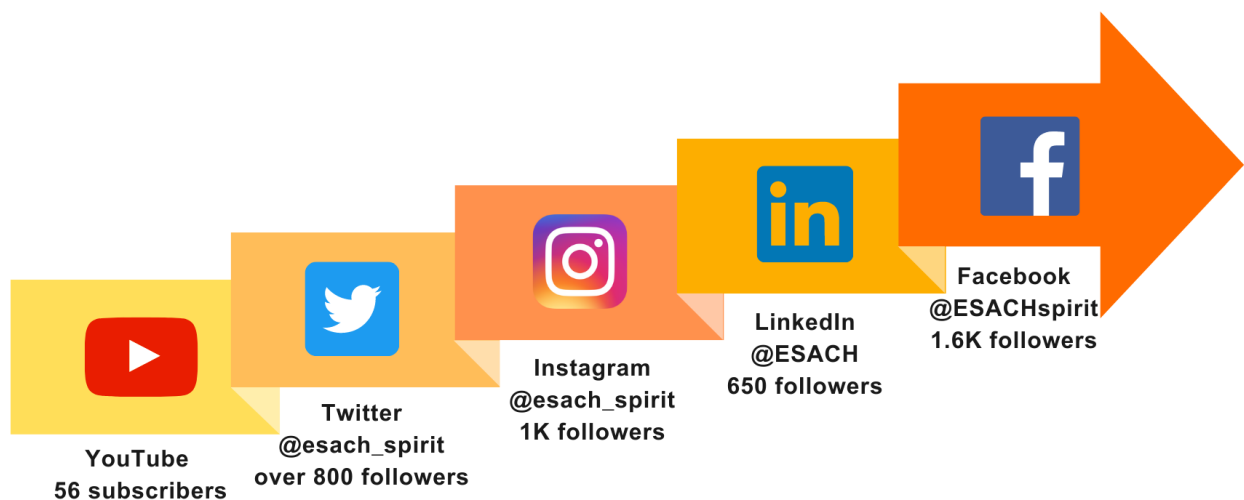 YouTube
56 subscribers
Twitter
@esach_spirit
over 800 followers
Instagram
@esach_spirit
1K followers
LinkedIn
@ESACH
650 followers
Facebook
@ESACHspirit
1.6K followers
in
f